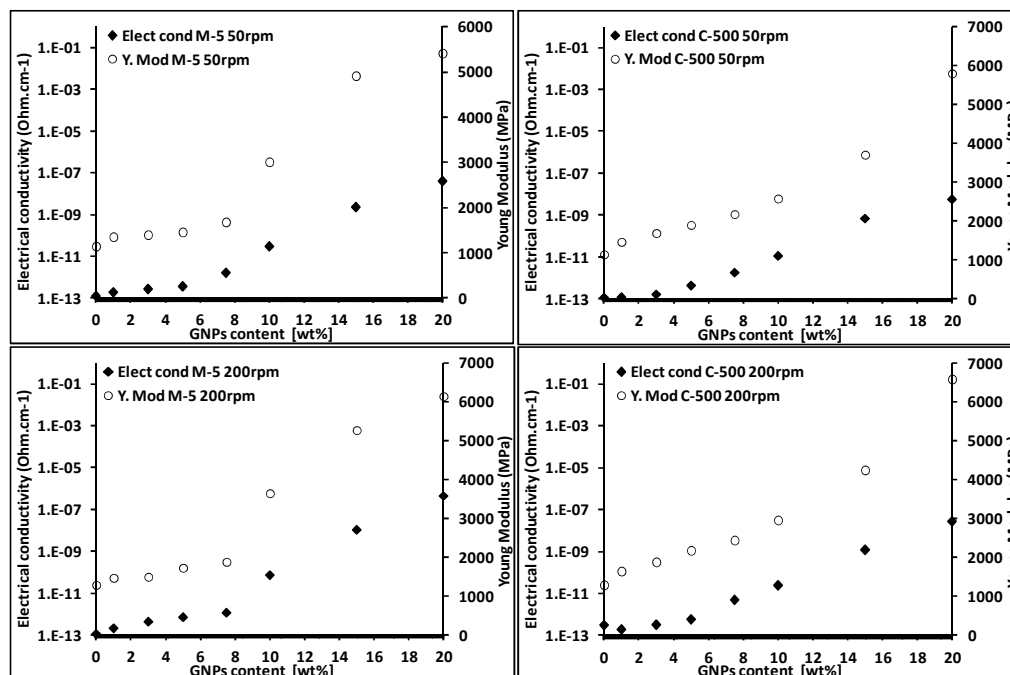 Elect cond M-5 50rpm
Y. Mod M-5 50rpm
Electrical conductivity (Ohm.cm-1)
1.E-01
1.E-03
1.E-05
1.E-07
1.E-09
1.E-11
1.E-13
6000
5000
4000
3000
2000
1000
0
Young Modulus (MPa)
0 2 4 6 8 10 12 14 16 18 20
GNPs content [wt%]
Elect cond C-500 50rpm
Y. Mod C-500 50rpm
Electrical conductivity (Ohm.cm-1)
1.E-01
1.E-03
1.E-05
1.E-07
1.E-09
1.E-11
1.E-13
7000
6000
5000
4000
3000
2000
1000
0
0 2 4 6 8 10 12 14 16 18 20
GNPs content [wt%]
Elect cond M-5 200rpm
Y. Mod M-5 200rpm
Electrical conductivity (Ohm.cm-1)
1.E-01
1.E-03
1.E-05
1.E-07
1.E-09
1.E-11
1.E-13
7000
6000
5000
4000
3000
2000
1000
0
Young Modulus (MPa)
0 2 4 6 8 10 12 14 16 18 20
GNPs content [wt%]
Elect cond C-500 200rpm
Y. Mod C-500 200rpm
Electrical conductivity (Ohm.cm-1)
1.E-01
1.E-03
1.E-05
1.E-07
1.E-09
1.E-11
1.E-13
7000
6000
5000
4000
3000
2000
1000
0
0 2 4 6 8 10 12 14 16 18 20
GNPs content [wt%]